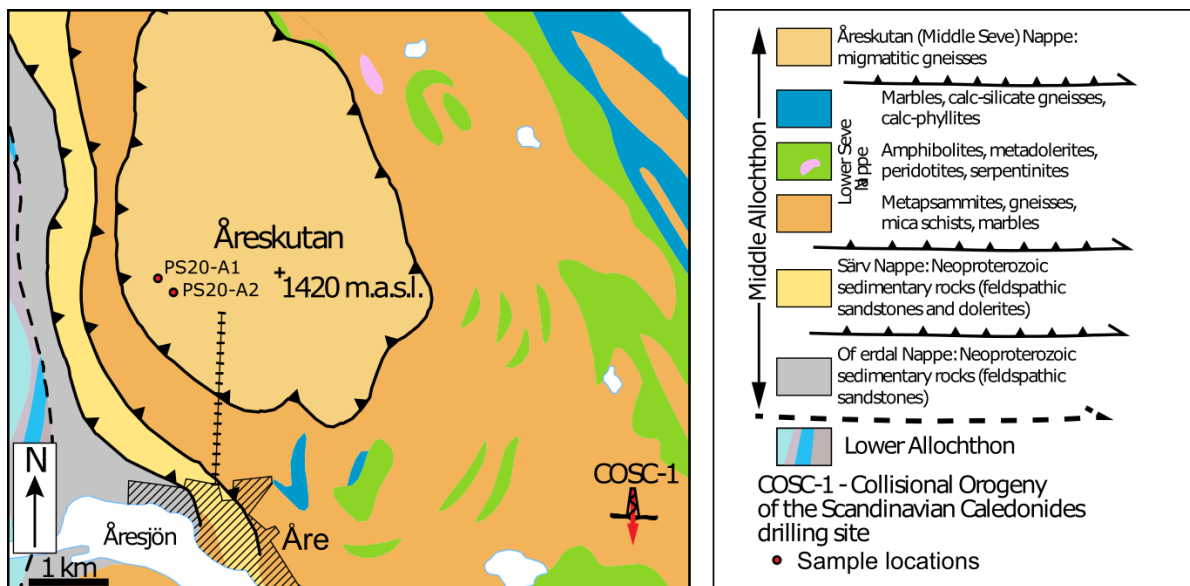 Åreskutan
PS20-A1
PS20-A2
1420 m.a.s.l.
N
COSC-1
Åresjön
Åre
1 km
Middle Allochthon
Åreskutan (Middle Seve) Nappe:
migmatitic gneisses
Lower Seve
Nappe
Marbles, calc-silicate gneisses,
calc-phyllites
Amphibolites, metadolerites,
peridotites, serpentinites
Metapsammites, gneisses,
mica schists, marbles
Särv Nappe: Neoproterozoic
sedimentary rocks (feldspathic
sandstones and dolerites)
Of erdal Nappe: Neoproterozoic
sedimentary rocks (feldspathic
sandstones)
Lower Allochthon
COSC-1 - Collisional Orogeny
of the Scandinavian Caledonides
drilling site
Sample locations